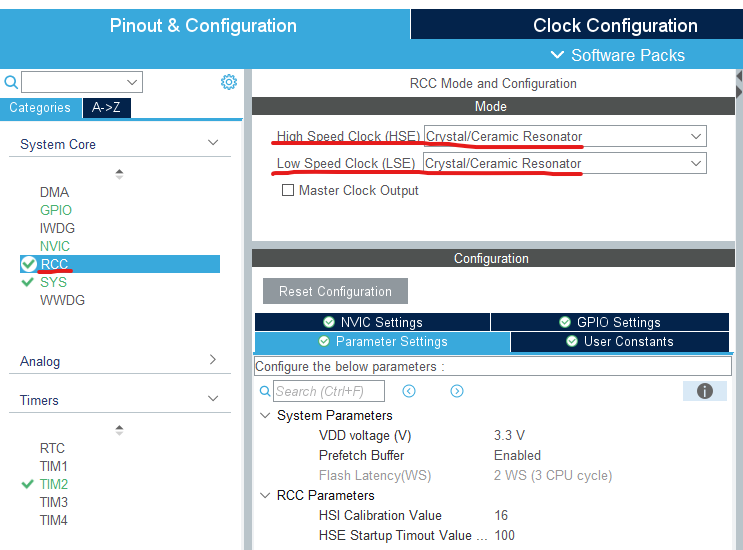 Pinout & Configuration
Clock Configuration
Software Packs
Categories
A->Z
System Core
DMA
GPIO
IWDG
NVIC
RCC
SYS
WWDG
Analog
Timers
RTC
TIM1
TIM2
TIM3
TIM4
RCC Mode and Configuration
Mode
High Speed Clock (HSE) Crystal/Ceramic Resonator
Low Speed Clock (LSE) Crystal/Ceramic Resonator
Master Clock Output
Configuration
Reset Configuration
NVIC Settings
GPIO Settings
Parameter Settings
User Constants
Configure the below parameters :
Search (Ctrl+F)
System Parameters
VDD voltage (V) 3.3 V
Prefetch Buffer Enabled
Flash Latency(WS) 2 WS (3 CPU cycle)
RCC Parameters
HSI Calibration Value 16
HSE Startup Timout Value ... 100